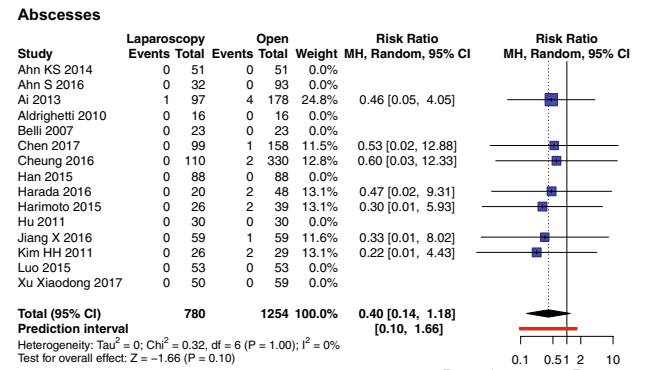 Abscesses
Laparoscopy Open Risk Ratio Risk Ratio
Study Events Total Events Total Weight MH, Random, 95% CI MH, Random, 95% CI
Ahn KS 2014 0 51 0 51 0.0%
Ahn S 2016 0 32 0 93 0.0%
Ai 2013 1 97 4 178 24.8% 0.46 [0.05, 4.05]
Aldrighetti 2010 0 16 0 16 0.0%
Belli 2007 0 23 0 23 0.0%
Chen 2017 0 99 1 158 11.5% 0.53 [0.02, 12.88]
Cheung 2016 0 110 2 330 12.8% 0.60 [0.03, 12.33]
Han 2015 0 88 0 88 0.0%
Harada 2016 0 20 2 48 13.1% 0.47 [0.02, 9.31]
Harimoto 2015 0 26 2 39 13.1% 0.30 [0.01, 5.93]
Hu 2011 0 30 0 30 0.0%
Jiang X 2016 0 59 1 59 11.6% 0.33 [0.01, 8.02]
Kim HH 2011 0 26 2 29 13.1% 0.22 [0.01, 4.43]
Luo 2015 0 53 0 53 0.0%
Xu Xiaodong 2017 0 50 0 59 0.0%
Total (95% CI) 780 1254 100.0% 0.40 [0.14, 1.18]
Prediction interval [0.10, 1.66]
Heterogeneity: Tau² = 0; Chi² = 0.32, df = 6 (P = 1.00); I² = 0%
Test for overall effect: Z = −1.66 (P = 0.10)
0.1 0.5 1 2 10